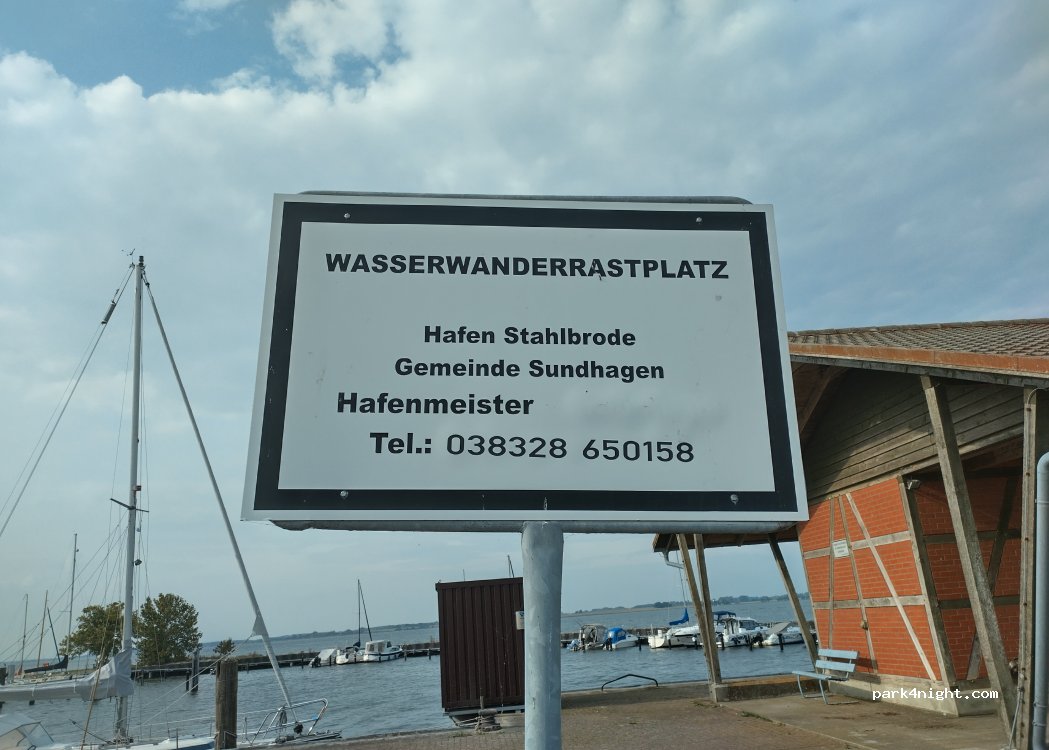 WASSERWANDERRASTPLATZ
Hafen Stahlbrode
Gemeinde Sundhagen
Hafenmeister
Tel.: 038328 650158
park4night.com